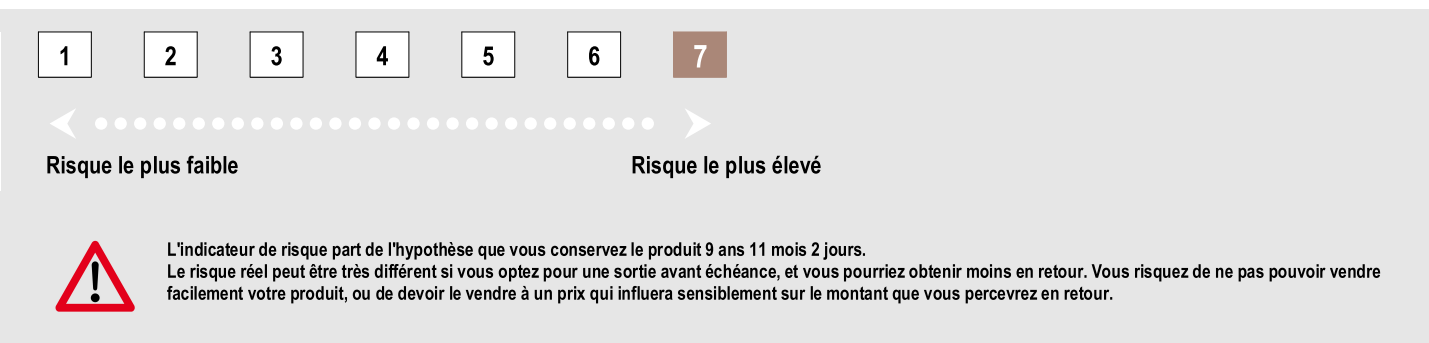 1 2 3 4 5 6 7
Risque le plus faible Risque le plus élevé
L'indicateur de risque part de l'hypothèse que vous conservez le produit 9 ans 11 mois 2 jours.
Le risque réel peut être très différent si vous optez pour une sortie avant échéance, et vous pourriez obtenir moins en retour. Vous risquez de ne pas pouvoir vendre
facilement votre produit, ou de devoir le vendre à un prix qui influera sensiblement sur le montant que vous percevrez en retour.